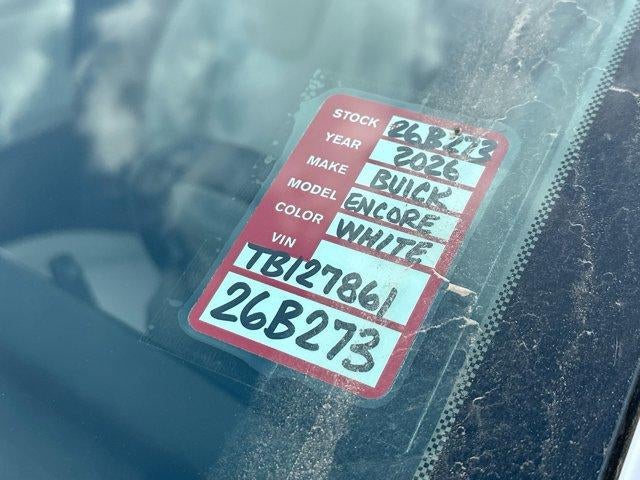 STOCK 26B273
YEAR 2026
MAKE BUICK
MODEL ENCORE
COLOR WHITE
VIN
TB127861
26B273